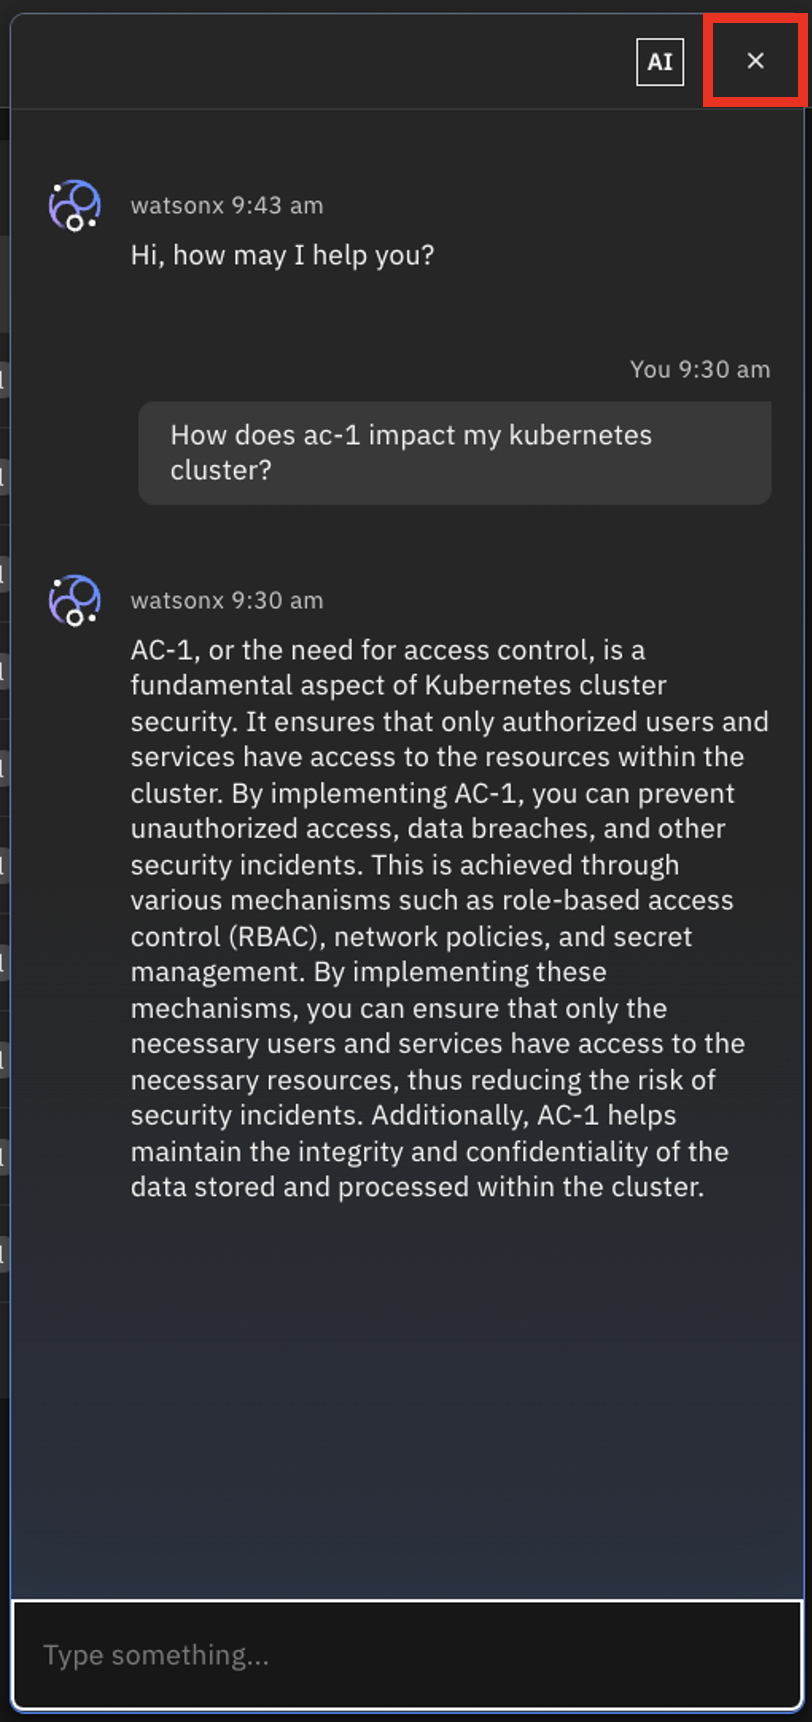 AI
watsonx 9:43 am
Hi, how may I help you?
You 9:30 am
How does ac-1 impact my kubernetes
cluster?
watsonx 9:30 am
AC-1, or the need for access control, is a
fundamental aspect of Kubernetes cluster
security. It ensures that only authorized users and
services have access to the resources within the
cluster. By implementing AC-1, you can prevent
unauthorized access, data breaches, and other
security incidents. This is achieved through
various mechanisms such as role-based access
control (RBAC), network policies, and secret
management. By implementing these
mechanisms, you can ensure that only the
necessary users and services have access to the
necessary resources, thus reducing the risk of
security incidents. Additionally, AC-1 helps
maintain the integrity and confidentiality of the
data stored and processed within the cluster.
Type something...